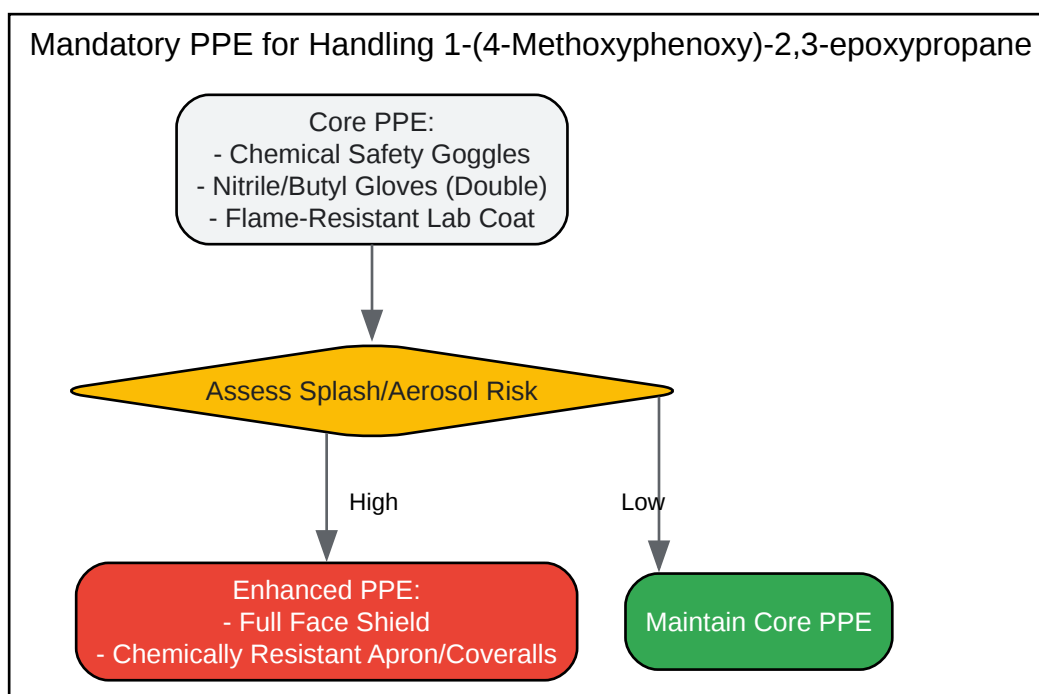 Mandatory PPE for Handling 1-(4-Methoxyphenoxy)-2,3-epoxypropane
Core PPE:
- Chemical Safety Goggles
- Nitrile/Butyl Gloves (Double)
- Flame-Resistant Lab Coat
Assess Splash/Aerosol Risk
High
Low
Enhanced PPE:
- Full Face Shield
- Chemically Resistant Apron/Coveralls
Maintain Core PPE